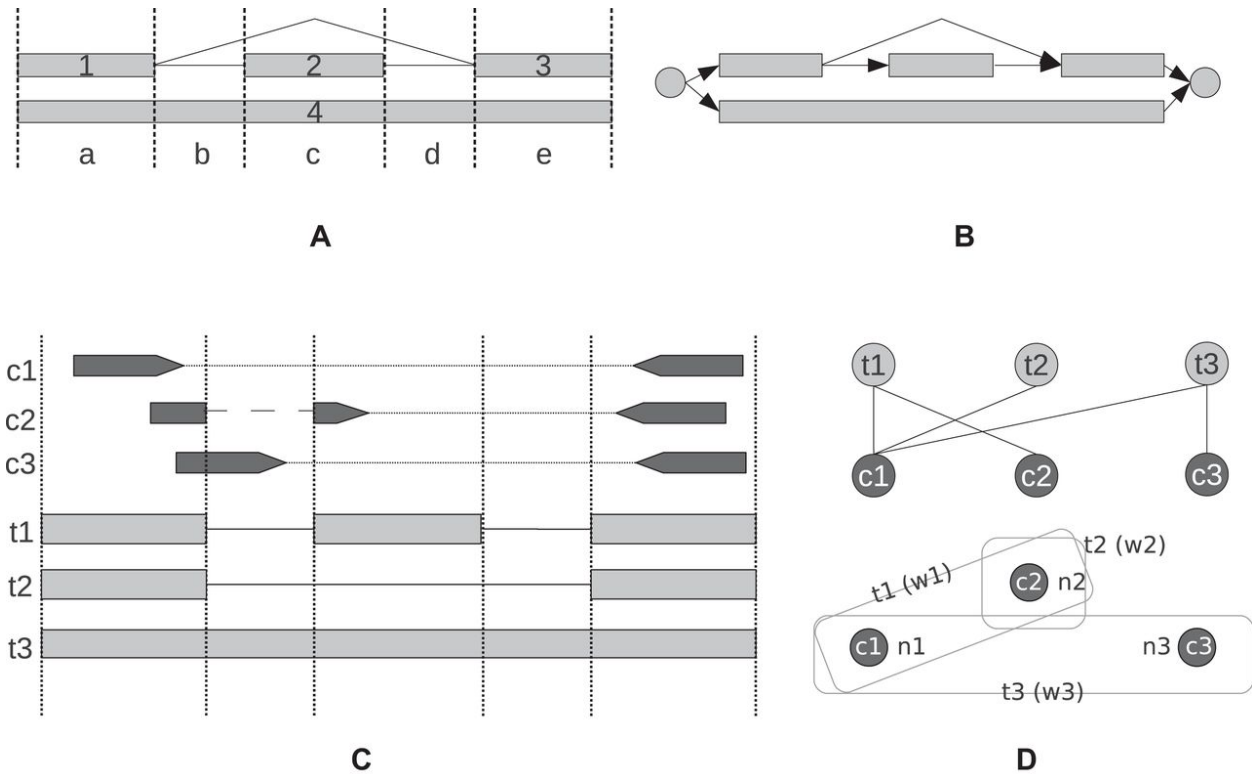 1 2 3
4
a b c d e
A
B
c1
c2
c3
t1
t2
t3
C
t1 t2 t3
c1 c2 c3
t1 (w1)
t2 (w2)
c2 n2
c1 n1
n3 c3
t3 (w3)
D